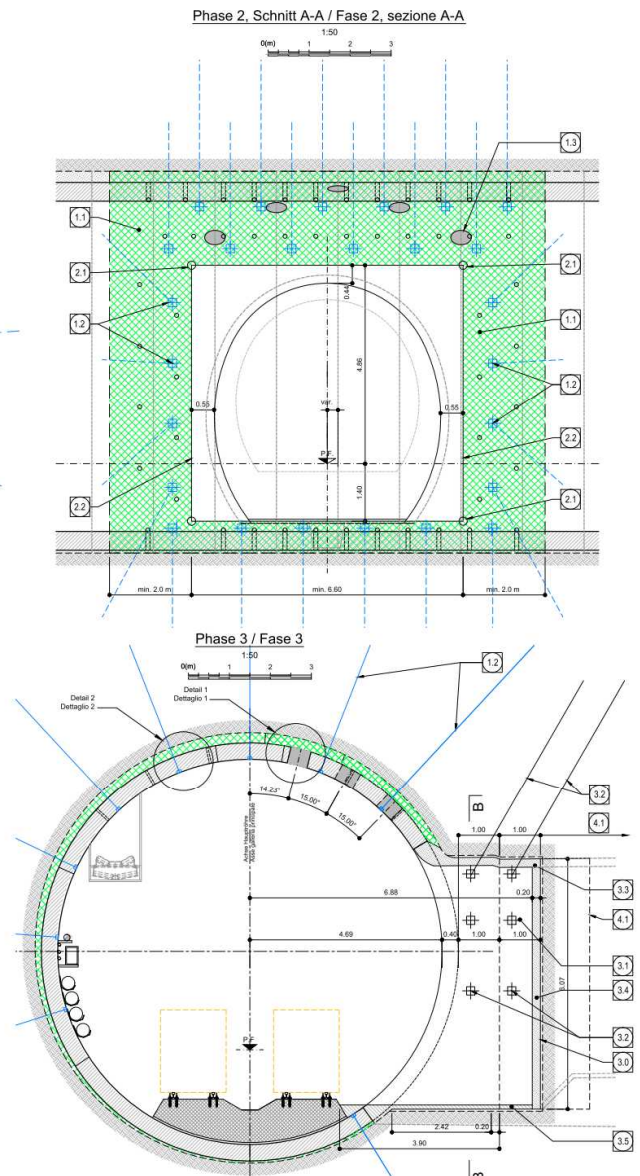 Phase 2, Schnitt A-A / Fase 2, sezione A-A
1:50
0(m) 1 2 3
1.3
1.1
2.1
2.1
1.2
1.1
0.44
4.86
1.2
0.55
var.
0.55
P.F.
2.2
2.2
1.40
2.1
min. 2.0 m
min. 6.60
min. 2.0 m
Phase 3 / Fase 3
1:50
0(m) 1 2 3
1.2
Detail 2
Dettaglio 2
Detail 1
Dettaglio 1
14.23°
15.00°
15.00°
Achse Hauptröhre
Asse galleria principale
B
3.2
4.1
1.00
1.00
6.88
0.20
3.3
4.1
4.69
0.40
1.00
1.00
3.1
6.07
3.4
3.2
3.0
P.F.
2.42
0.20
3.5
3.90
B